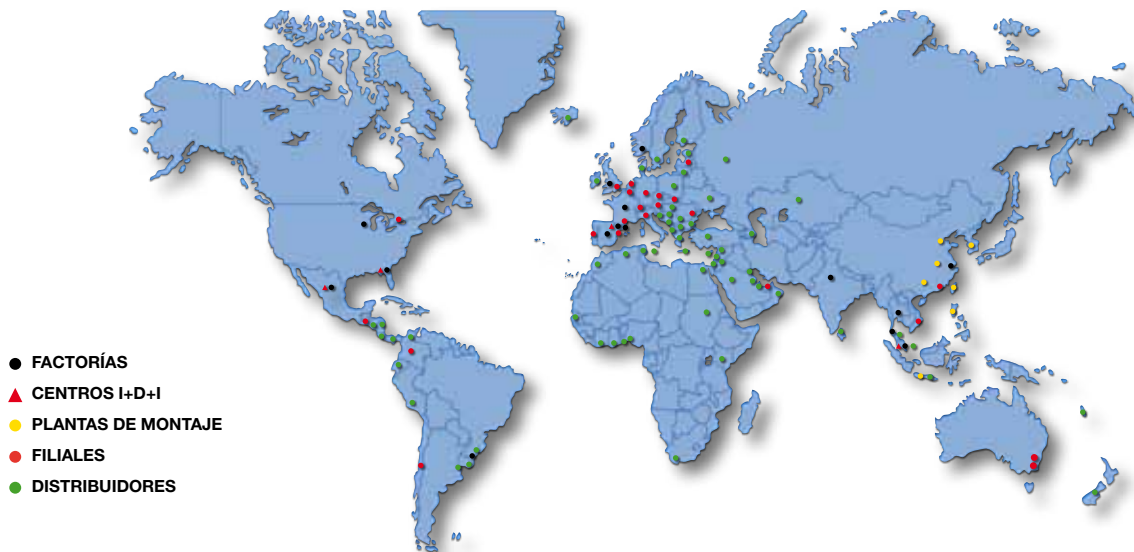 FACTORÍAS
CENTROS I+D+I
PLANTAS DE MONTAJE
FILIALES
DISTRIBUIDORES